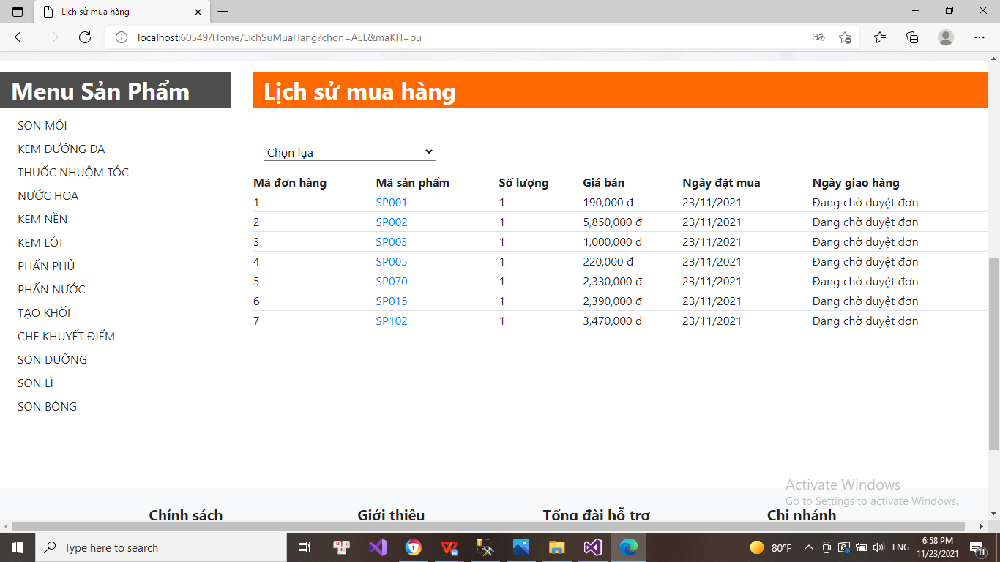 Lịch sử mua hàng
localhost:60549/Home/LichSuMuaHang?chon=ALL&maKH=pu
Menu Sản Phẩm
SON MÔI
KEM DƯỠNG DA
THUỐC NHUỘM TÓC
NƯỚC HOA
KEM NỀN
KEM LÓT
PHẤN PHỦ
PHẤN NƯỚC
TẠO KHỐI
CHE KHUYẾT ĐIỂM
SON DƯỠNG
SON LÌ
SON BÓNG
Lịch sử mua hàng
Chọn lựa
Mã đơn hàng Mã sản phẩm Số lượng Giá bán Ngày đặt mua Ngày giao hàng
1 SP001 1 190,000 đ 23/11/2021 Đang chờ duyệt đơn
2 SP002 1 5,850,000 đ 23/11/2021 Đang chờ duyệt đơn
3 SP003 1 1,000,000 đ 23/11/2021 Đang chờ duyệt đơn
4 SP005 1 220,000 đ 23/11/2021 Đang chờ duyệt đơn
5 SP070 1 2,330,000 đ 23/11/2021 Đang chờ duyệt đơn
6 SP015 1 2,390,000 đ 23/11/2021 Đang chờ duyệt đơn
7 SP102 1 3,470,000 đ 23/11/2021 Đang chờ duyệt đơn
Activate Windows
Go to Settings to activate Windows.
Chính sách Giới thiệu Tổng đài hỗ trợ Chi nhánh
Type here to search
80°F ENG 6:58 PM
11/23/2021
11